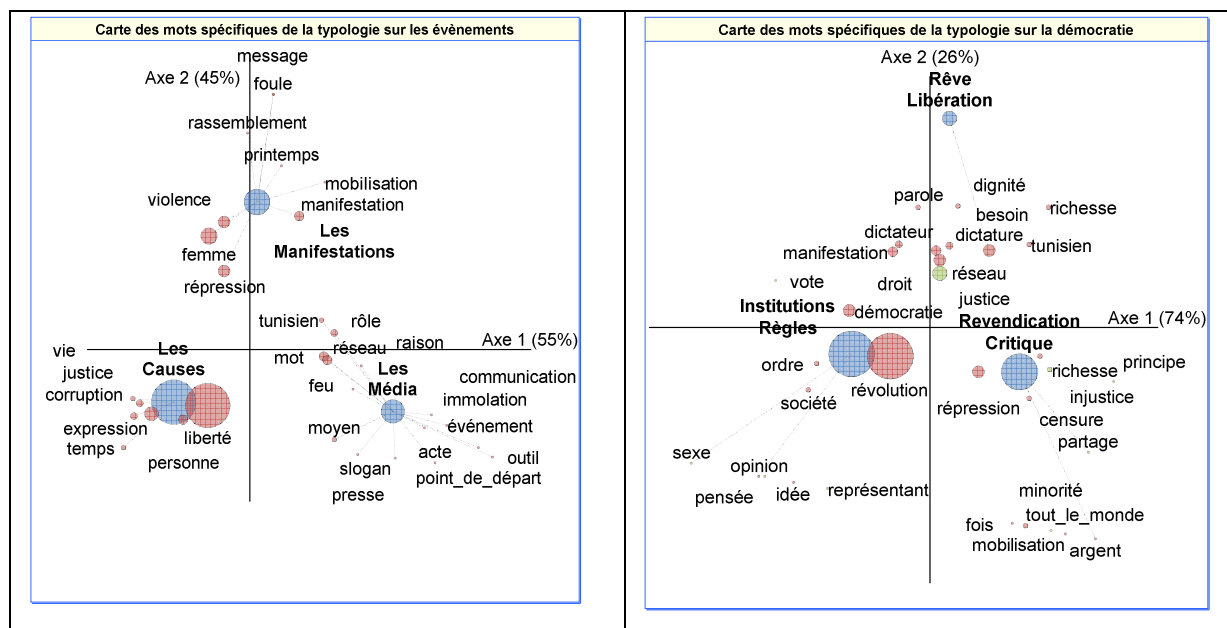 Carte des mots spécifiques de la typologie sur les évènements
message
Axe 2 (45%)
foule
rassemblement
printemps
mobilisation
violence
manifestation
Les
Manifestations
femme
répression
tunisien
rôle
Axe 1 (55%)
raison
réseau
mot
vie
Les
Causes
justice
Les
Média
communication
corruption
feu
immolation
expression
liberté
moyen
événement
temps
personne
acte
outil
slogan
point_de_départ
presse
Carte des mots spécifiques de la typologie sur la démocratie
Axe 2 (26%)
Rêve
Libération
dignité
parole
besoin
richesse
dictateur
dictature
manifestation
tunisien
vote
droit
réseau
justice
Institutions
Règles
démocratie
Axe 1 (74%)
Revendication
Critique
ordre
principe
révolution
richesse
société
répression
injustice
censure
partage
sexe
opinion
pensée
idée
représentant
minorité
tout_le_monde
fois
mobilisation
argent